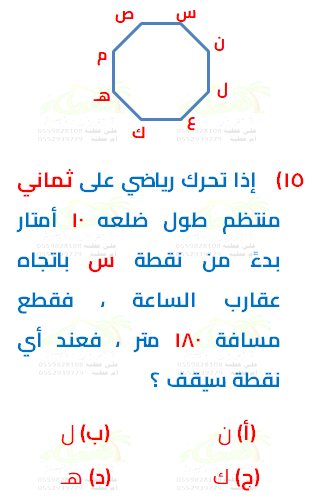 ص س
م ن
هـ ل
ك ع
١٥) إذا تحرك رياضي على ثماني
منتظم طول ضلعه ١٠ أمتار
بدءً من نقطة س باتجاه
عقارب الساعة ، فقطع
مسافة ١٨٠ متر ، فعند أي
نقطة سيقف ؟
(أ) ن (ب) ل
(ج) ك (د) هـ